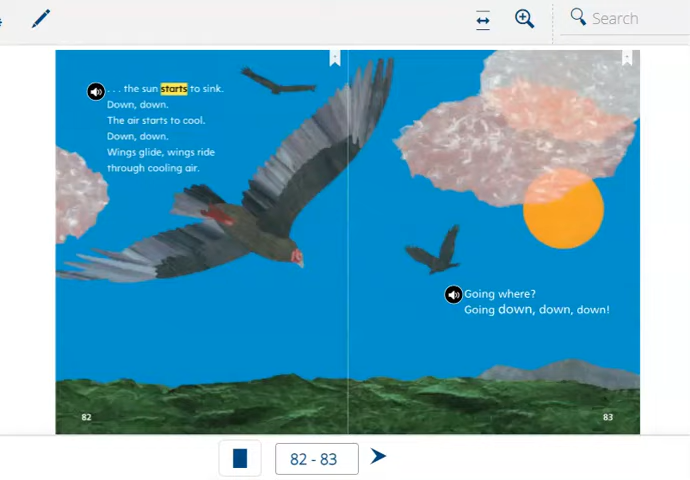 Search
. . . the sun starts to sink.
Down, down.
The air starts to cool.
Down, down.
Wings glide, wings ride
through cooling air.
Going where?
Going down, down, down!
82
83
82 - 83